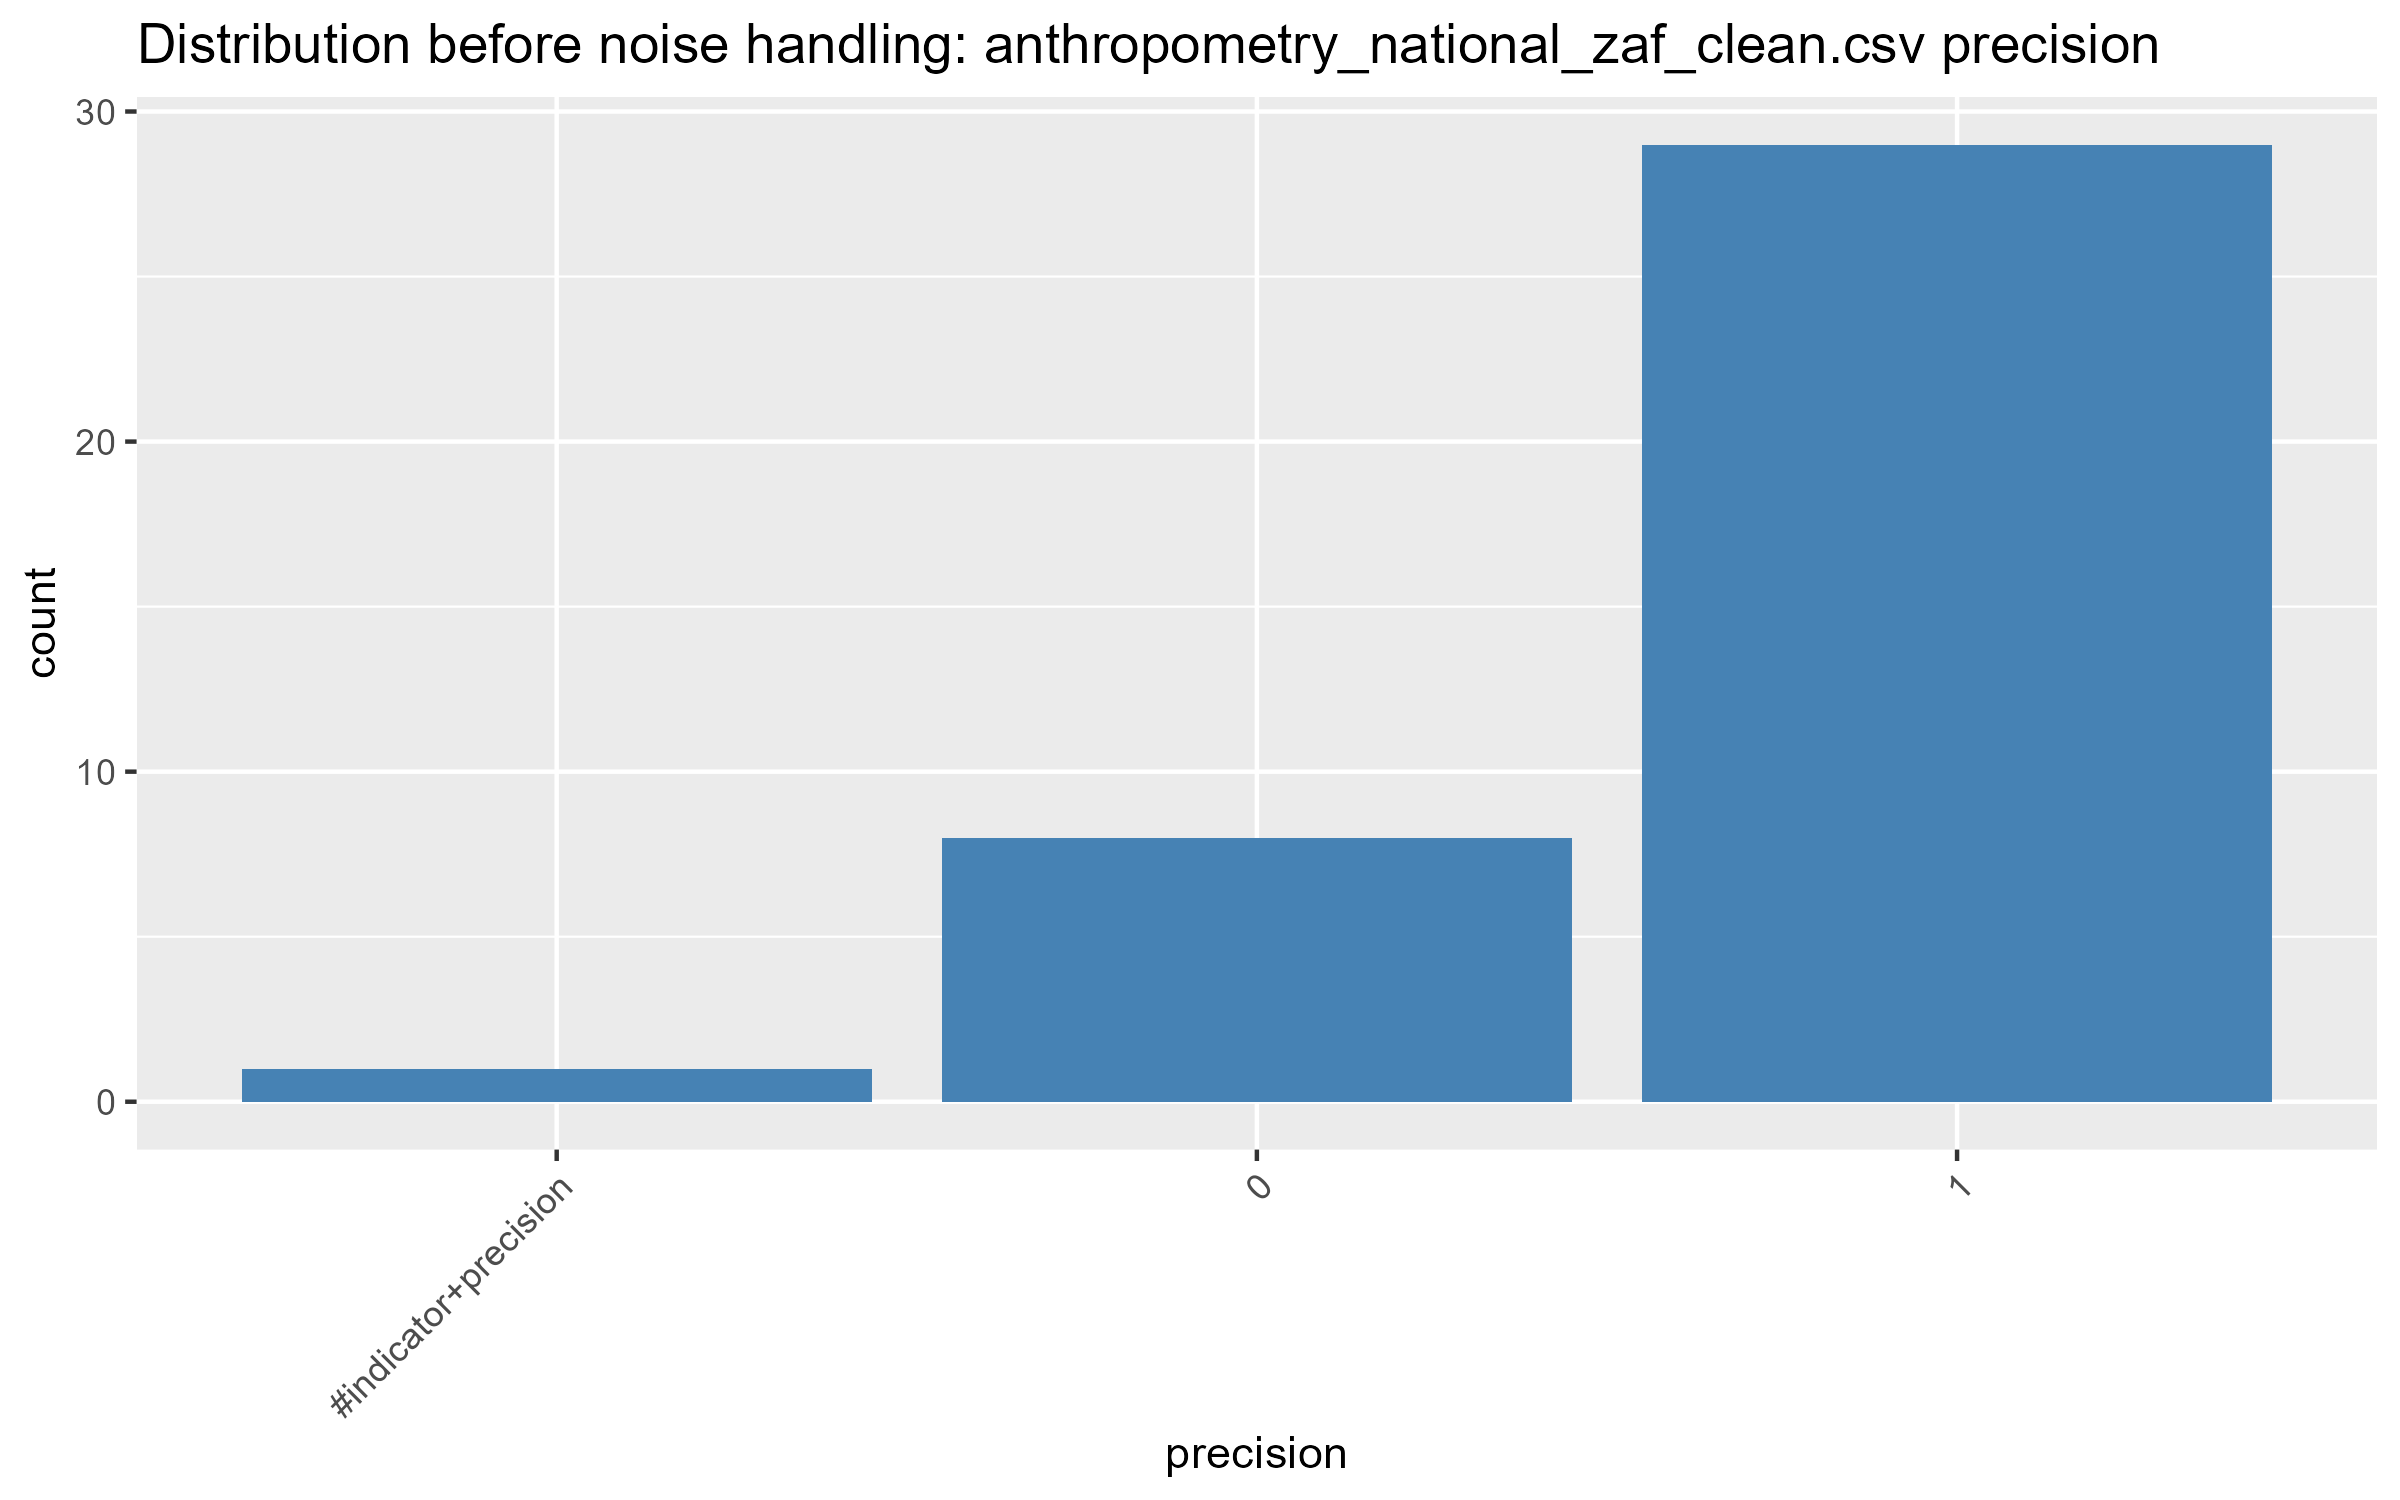 Distribution before noise handling: anthropometry_national_zaf_clean.csv precision
30
20
10
0
count
#indicator+precision
0
1
precision